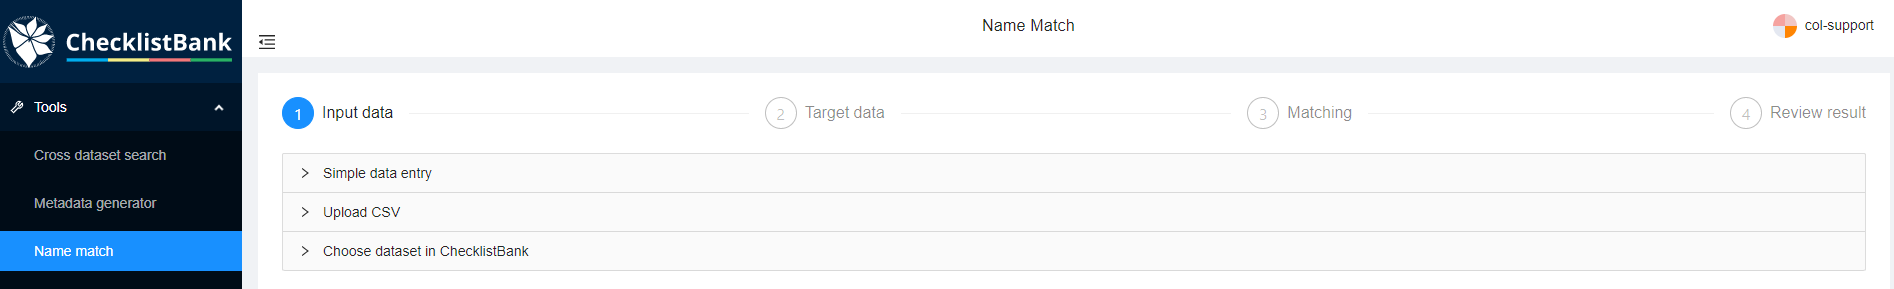 ChecklistBank
Name Match
col-support
Tools
Cross dataset search
Metadata generator
Name match
1 Input data
2 Target data
3 Matching
4 Review result
Simple data entry
Upload CSV
Choose dataset in ChecklistBank